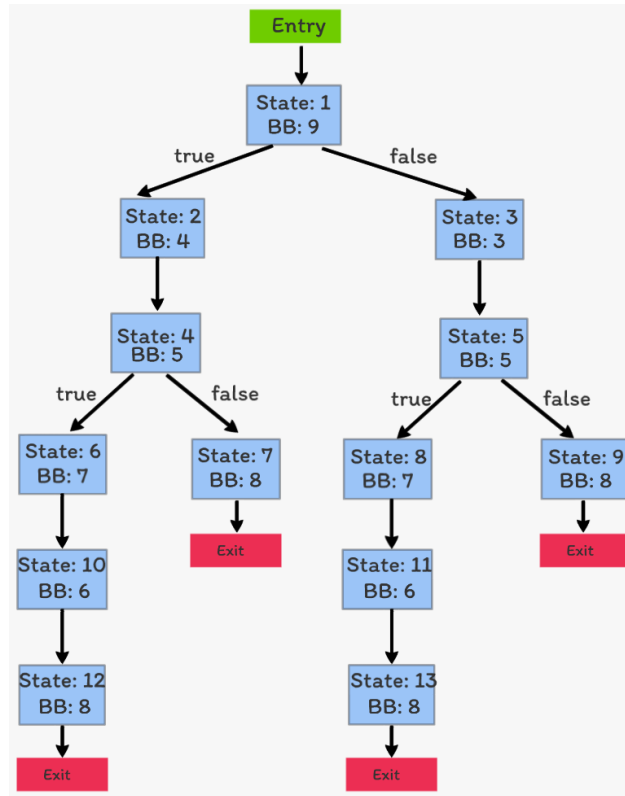 Entry
State: 1
BB: 9
true
false
State: 2
BB: 4
State: 3
BB: 3
State: 4
BB: 5
State: 5
BB: 5
true
false
true
false
State: 6
BB: 7
State: 7
BB: 8
State: 8
BB: 7
State: 9
BB: 8
Exit
Exit
State: 10
BB: 6
State: 11
BB: 6
State: 12
BB: 8
State: 13
BB: 8
Exit
Exit